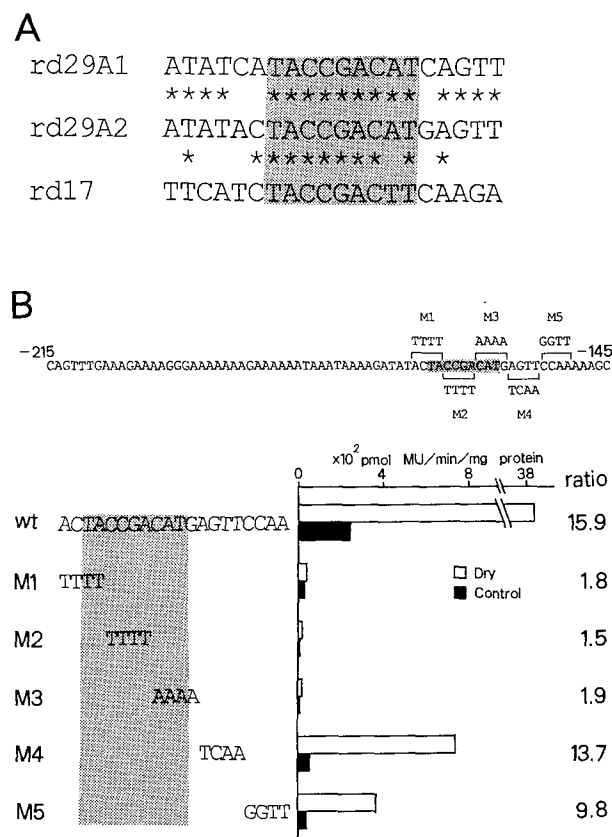 A
rd29A1 ATATCATACCGACATCAGTT
**** ********* ****
rd29A2 ATATACTACCGACATGAGTT
* ******** * *
rd17 TTCATCTACCGACTTCAAGA
B
M1 M3 M5
TTTT AAAA GGTT
-215 -145
CAGTTTGAAAGAAAAGGGAAAAAAAGAAAAAATAAATAAAAGATATACTACCGACATGAGTTCCAAAAAGC
TTTT TCAA
M2 M4
×10² pmol MU/min/mg protein
0 4 8 38 ratio
wt ACTACCGACATGAGTTCCAA 15.9
Dry
Control
M1 TTTT 1.8
M2 TTTT 1.5
M3 AAAA 1.9
M4 TCAA 13.7
M5 GGTT 9.8